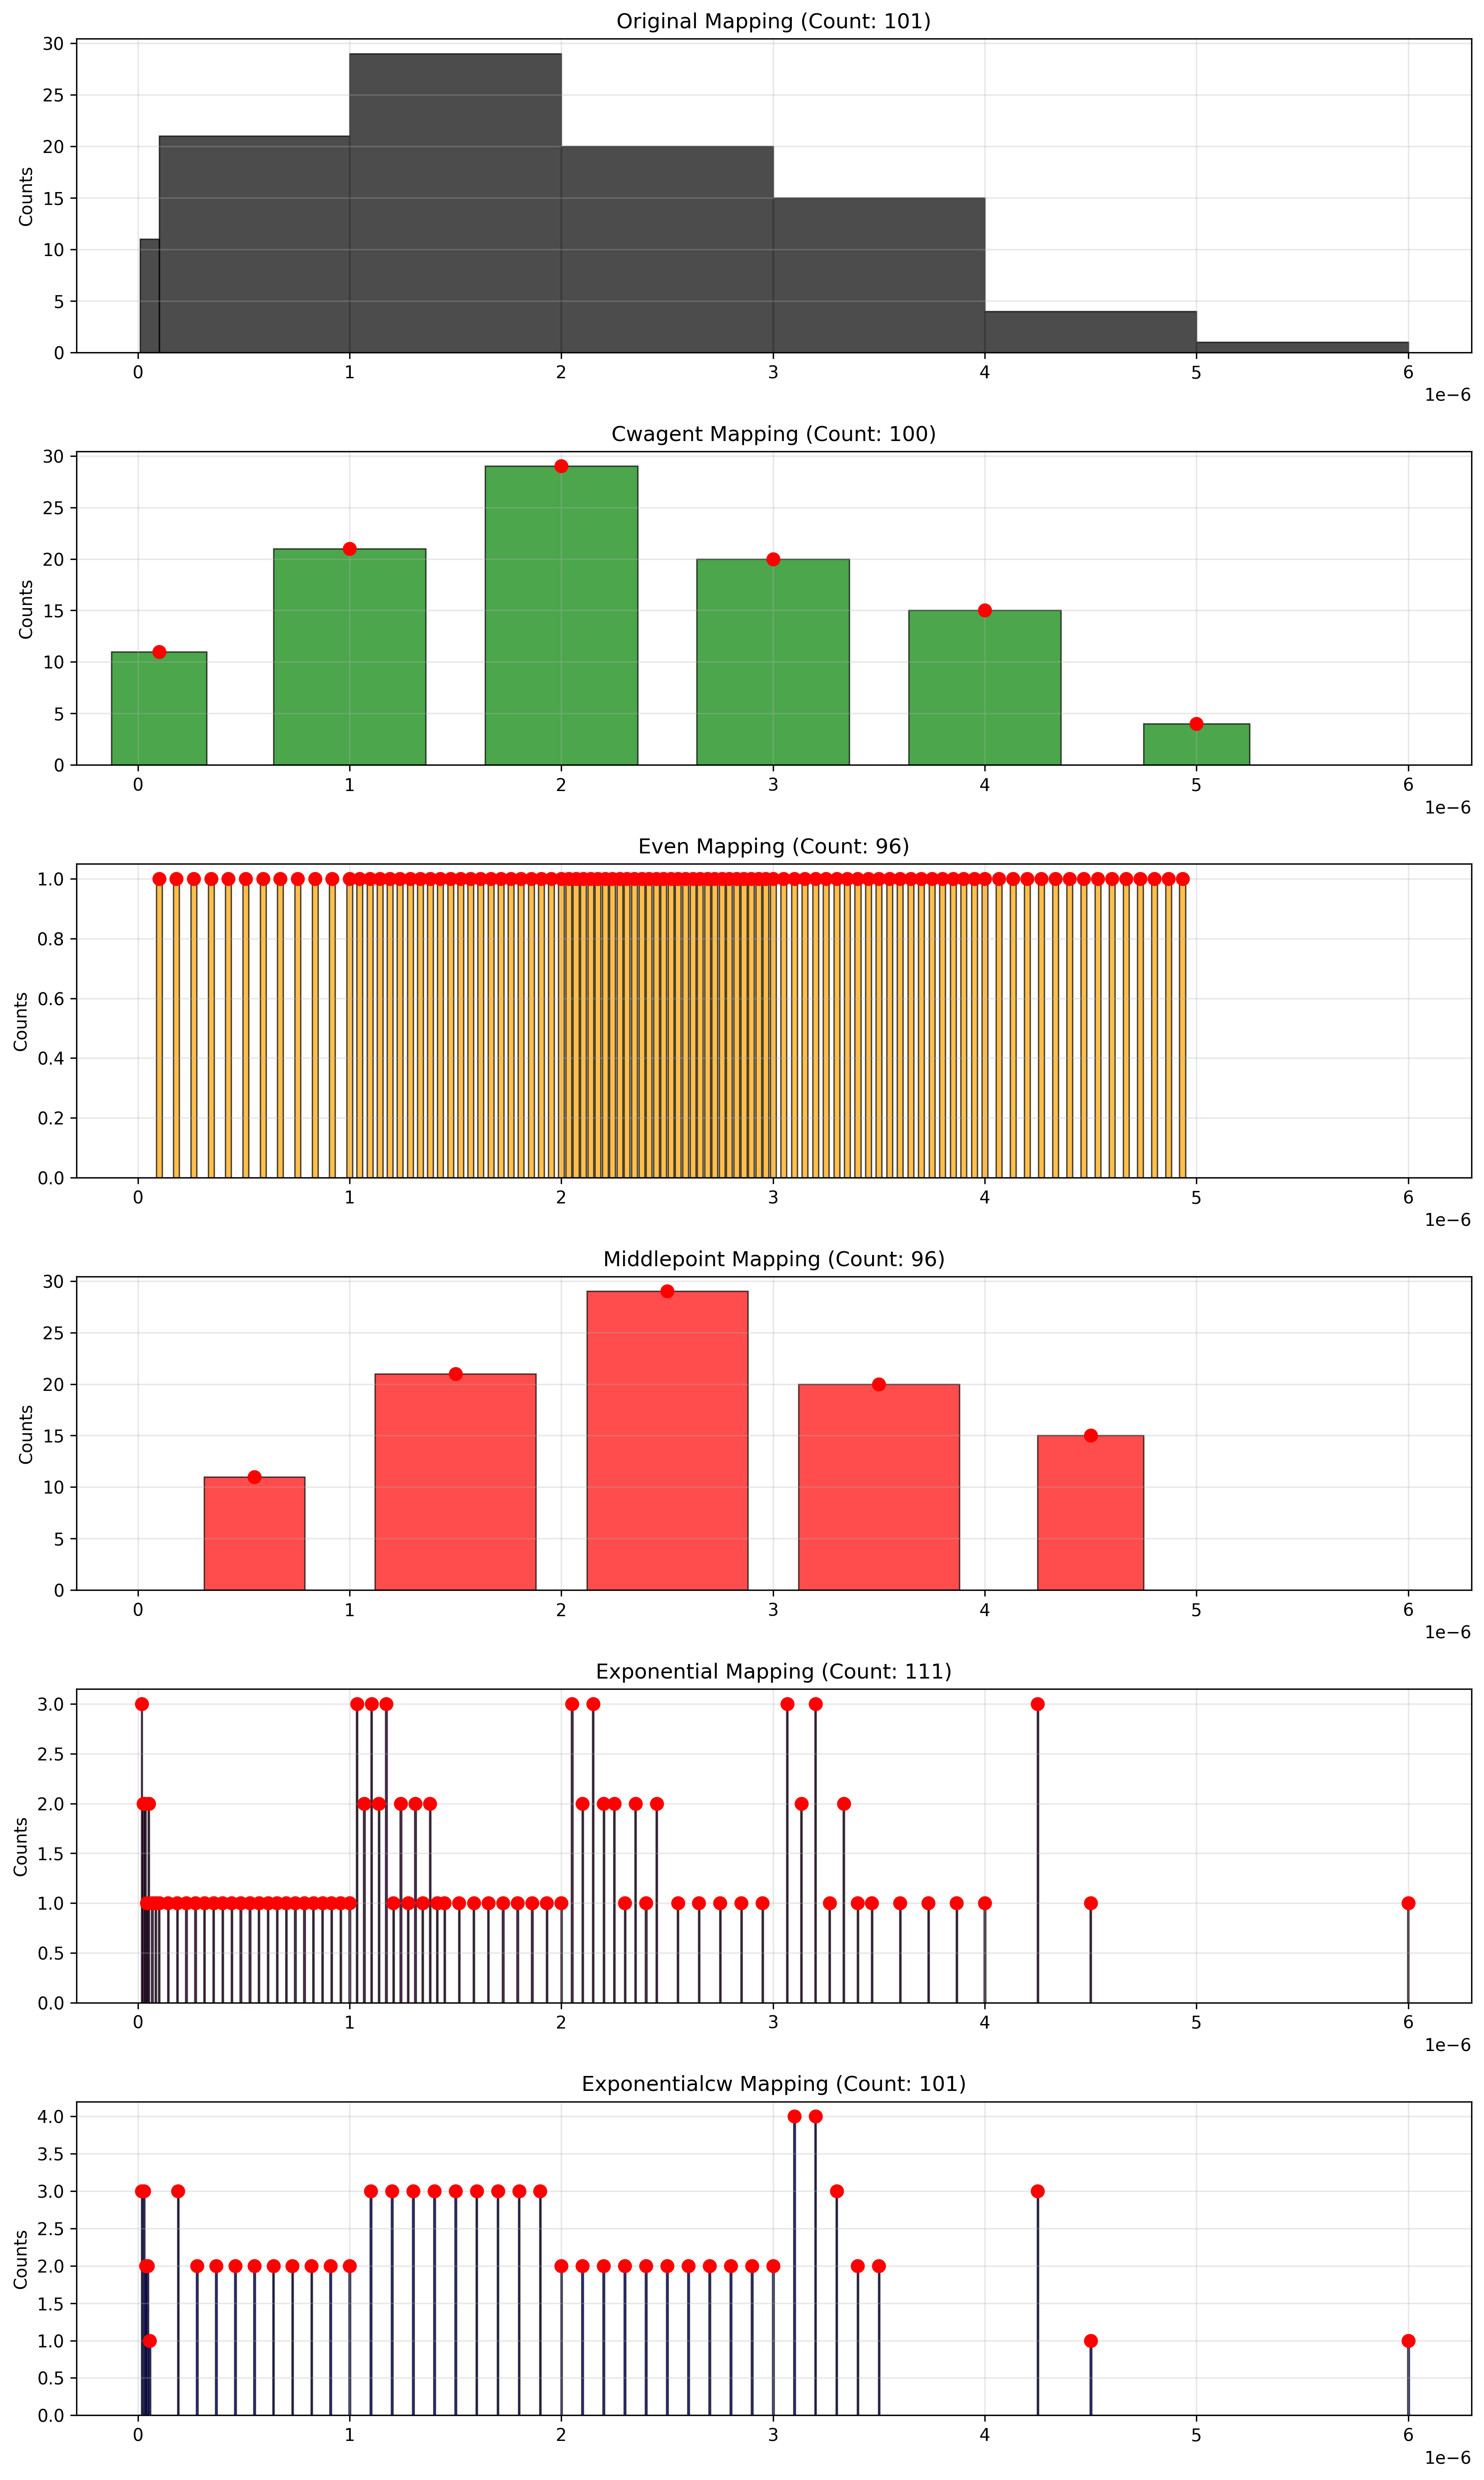 Original Mapping (Count: 101)
30
25
20
15
10
5
0
Counts
0 1 2 3 4 5 6
1e−6
Cwagent Mapping (Count: 100)
30
25
20
15
10
5
0
Counts
0 1 2 3 4 5 6
1e−6
Even Mapping (Count: 96)
1.0
0.8
0.6
0.4
0.2
0.0
Counts
0 1 2 3 4 5 6
1e−6
Middlepoint Mapping (Count: 96)
30
25
20
15
10
5
0
Counts
0 1 2 3 4 5 6
1e−6
Exponential Mapping (Count: 111)
3.0
2.5
2.0
1.5
1.0
0.5
0.0
Counts
0 1 2 3 4 5 6
1e−6
Exponentialcw Mapping (Count: 101)
4.0
3.5
3.0
2.5
2.0
1.5
1.0
0.5
0.0
Counts
0 1 2 3 4 5 6
1e−6